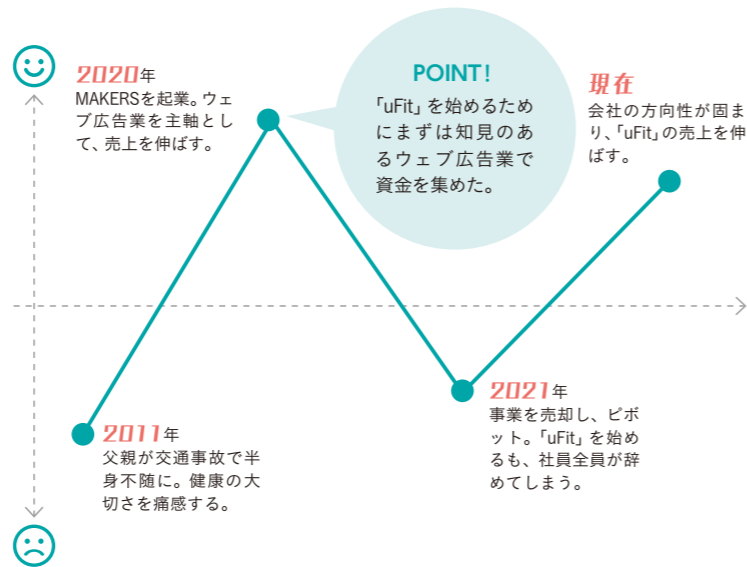 2020年
MAKERSを起業。ウェ
ブ広告業を主軸とし
て、売上を伸ばす。
POINT!
「uFit」を始めるため
にまずは知見のあ
るウェブ広告業で
資金を集めた。
現在
会社の方向性が固ま
り、「uFit」の売上を伸
ばす。
2011年
父親が交通事故で半
身不随に。健康の大
切さを痛感する。
2021年
事業を売却し、ピボ
ット。「uFit」を始め
るも、社員全員が辞
めてしまう。